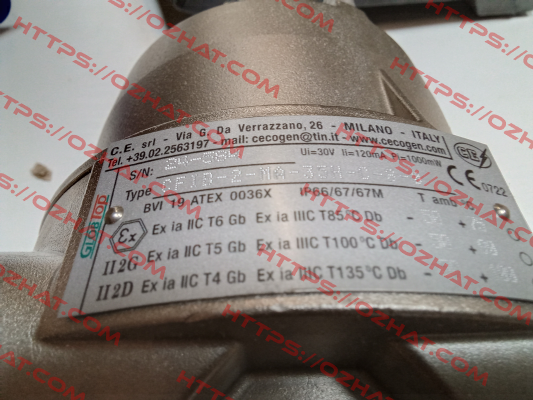 HTTPS://OZHAT.COM
C.E. srl - Via G. Da Verrazzano, 26 - MILANO - ITALY
Tel. +39.02.2563197 - mail: cecogen@tin.it - www.cecogen.com
S/N: Ui=30V Ii=120mA Pi=1000mW
Type
CE 0722
BVI 19 ATEX 0036X IP66/67/67M T amb °C
Ex Ex ia IIC T6 Gb Ex ia IIIC T85°C Db
II2G Ex ia IIC T5 Gb Ex ia IIIC T100°C Db
II2D Ex ia IIC T4 Gb Ex ia IIIC T135°C Db